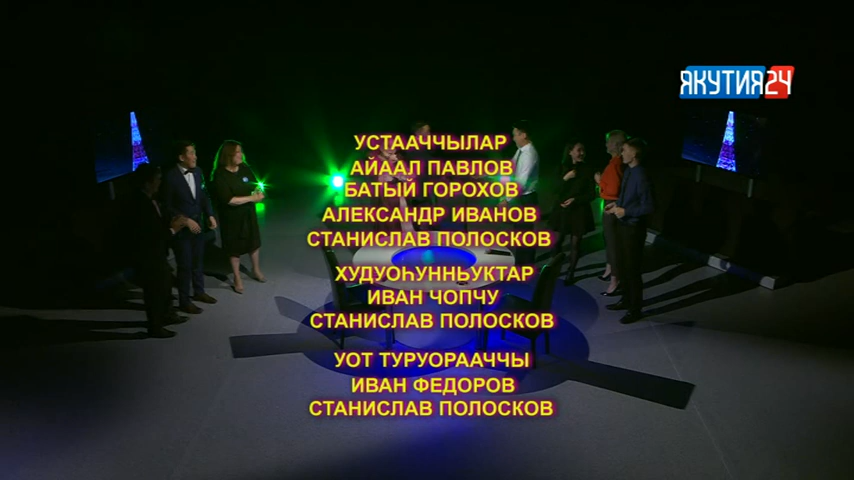 ЯКУТИЯ24
УСТААЧЧЫЛАР
АЙААЛ ПАВЛОВ
БАТЫЙ ГОРОХОВ
АЛЕКСАНДР ИВАНОВ
СТАНИСЛАВ ПОЛОСКОВ
ХУДУОҺУННЬУКТАР
ИВАН ЧОПЧУ
СТАНИСЛАВ ПОЛОСКОВ
УОТ ТУРУОРААЧЧЫ
ИВАН ФЕДОРОВ
СТАНИСЛАВ ПОЛОСКОВ